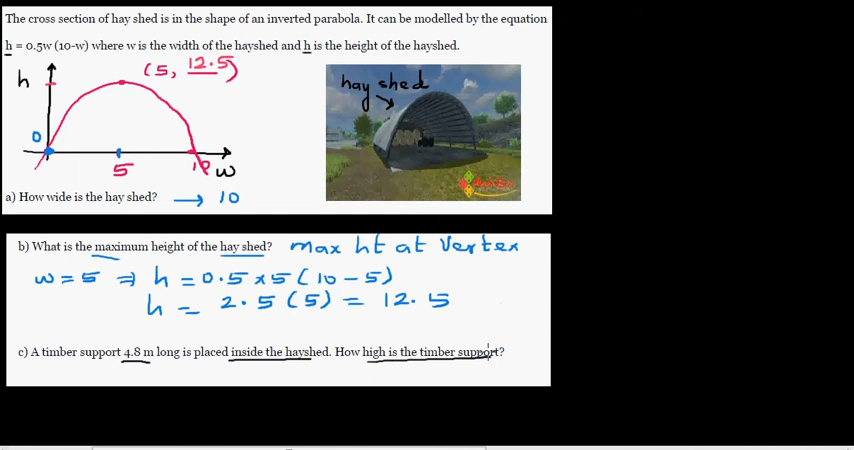 The cross section of hay shed is in the shape of an inverted parabola. It can be modelled by the equation
h = 0.5w (10-w) where w is the width of the hayshed and h is the height of the hayshed.
h
(5, 12.5)
hay shed
0
5
10
w
a) How wide is the hay shed? → 10
b) What is the maximum height of the hay shed? max ht at vertex
w = 5 ⇒ h = 0.5 × 5 (10 - 5)
h = 2.5 (5) = 12.5
c) A timber support 4.8 m long is placed inside the hayshed. How high is the timber support?